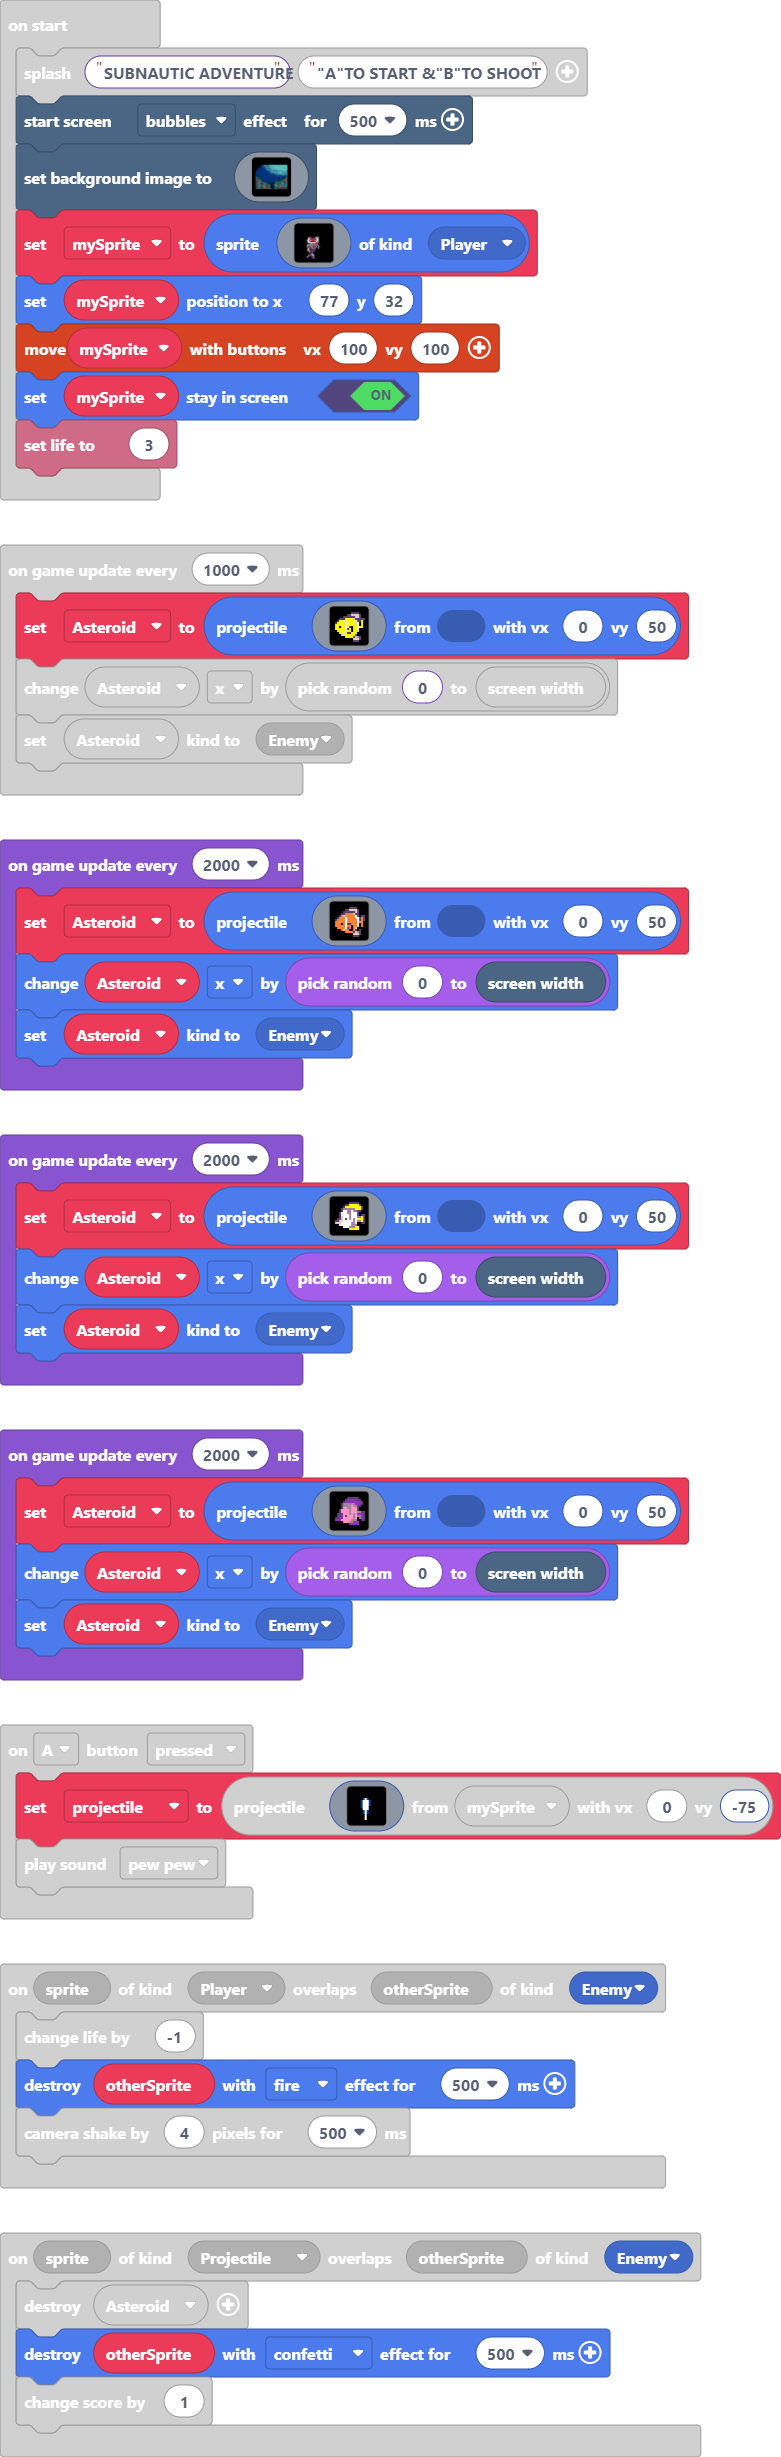 on start
splash "SUBNAUTIC ADVENTURE" ""A"TO START &"B"TO SHOOT"
start screen bubbles effect for 500 ms
set background image to
set mySprite to sprite of kind Player
set mySprite position to x 77 y 32
move mySprite with buttons vx 100 vy 100
set mySprite stay in screen ON
set life to 3
on game update every 1000 ms
set Asteroid to projectile from with vx 0 vy 50
change Asteroid x by pick random 0 to screen width
set Asteroid kind to Enemy
on game update every 2000 ms
set Asteroid to projectile from with vx 0 vy 50
change Asteroid x by pick random 0 to screen width
set Asteroid kind to Enemy
on game update every 2000 ms
set Asteroid to projectile from with vx 0 vy 50
change Asteroid x by pick random 0 to screen width
set Asteroid kind to Enemy
on game update every 2000 ms
set Asteroid to projectile from with vx 0 vy 50
change Asteroid x by pick random 0 to screen width
set Asteroid kind to Enemy
on A button pressed
set projectile to projectile from mySprite with vx 0 vy -75
play sound pew pew
on sprite of kind Player overlaps otherSprite of kind Enemy
change life by -1
destroy otherSprite with fire effect for 500 ms
camera shake by 4 pixels for 500 ms
on sprite of kind Projectile overlaps otherSprite of kind Enemy
destroy Asteroid
destroy otherSprite with confetti effect for 500 ms
change score by 1